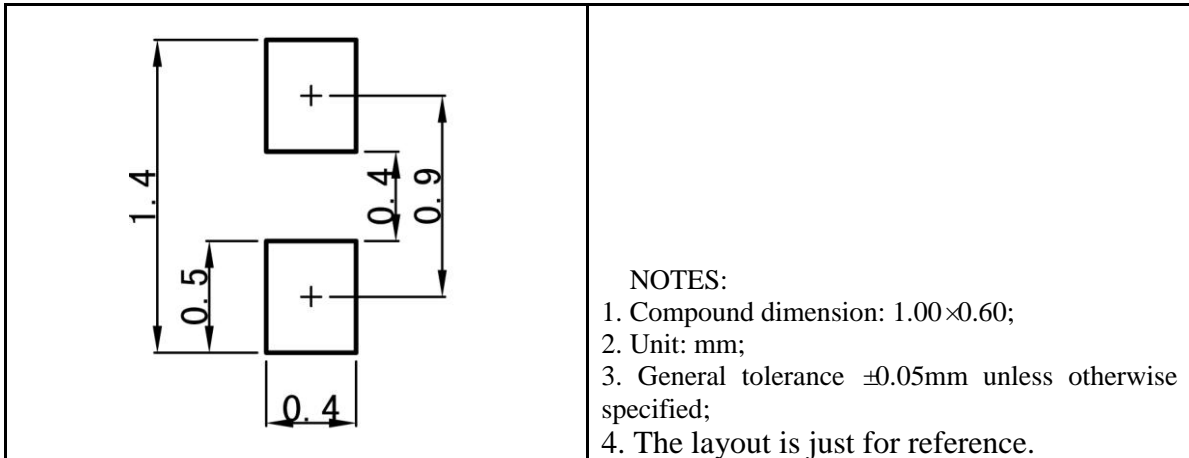 1.4
0.4
0.9
0.5
0.4
NOTES:
1. Compound dimension: 1.00×0.60;
2. Unit: mm;
3. General tolerance ±0.05mm unless otherwise
specified;
4. The layout is just for reference.